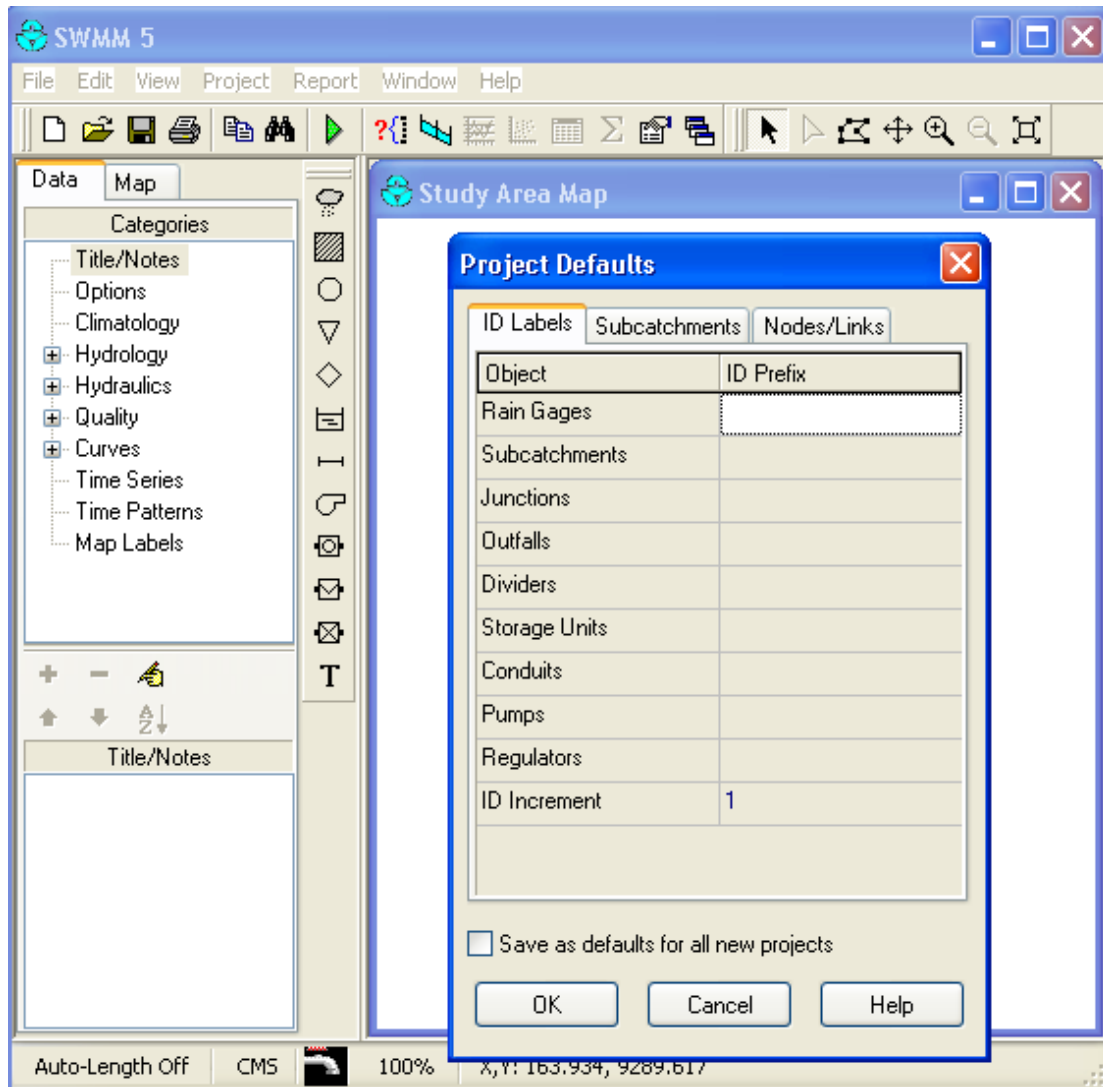 SWMM 5
File Edit View Project Report Window Help
Data Map
Categories
Title/Notes
Options
Climatology
Hydrology
Hydraulics
Quality
Curves
Time Series
Time Patterns
Map Labels
T
Title/Notes
Study Area Map
Project Defaults
ID Labels Subcatchments Nodes/Links
Object ID Prefix
Rain Gages
Subcatchments
Junctions
Outfalls
Dividers
Storage Units
Conduits
Pumps
Regulators
ID Increment 1
Save as defaults for all new projects
OK Cancel Help
Auto-Length Off CMS 100% X,Y: 163.934, 9289.617